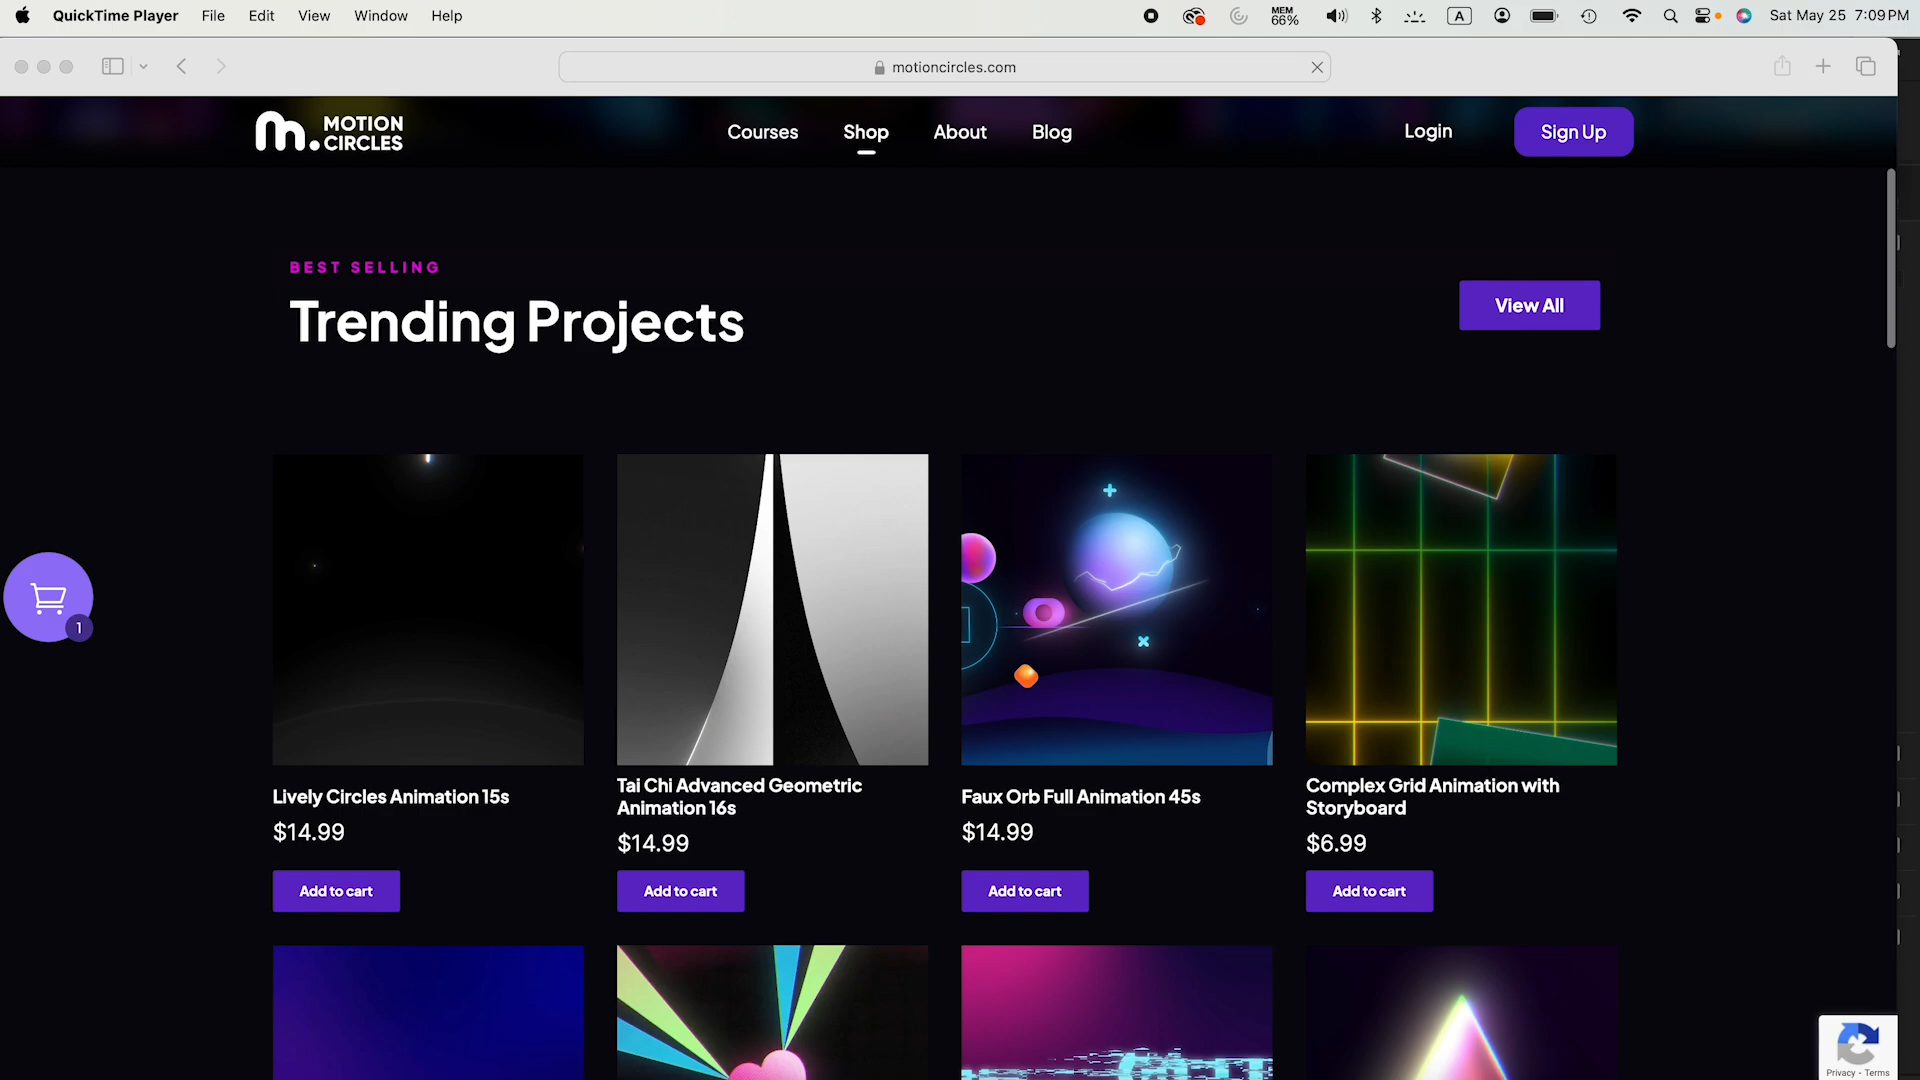 QuickTime Player File Edit View Window Help MEM 66% A Sat May 25 7:09 PM
motioncircles.com
m. MOTION CIRCLES Courses Shop About Blog Login Sign Up
BEST SELLING
Trending Projects
View All
1
Lively Circles Animation 15s
$14.99
Add to cart
Tai Chi Advanced Geometric
Animation 16s
$14.99
Add to cart
Faux Orb Full Animation 45s
$14.99
Add to cart
Complex Grid Animation with
Storyboard
$6.99
Add to cart
Privacy - Terms